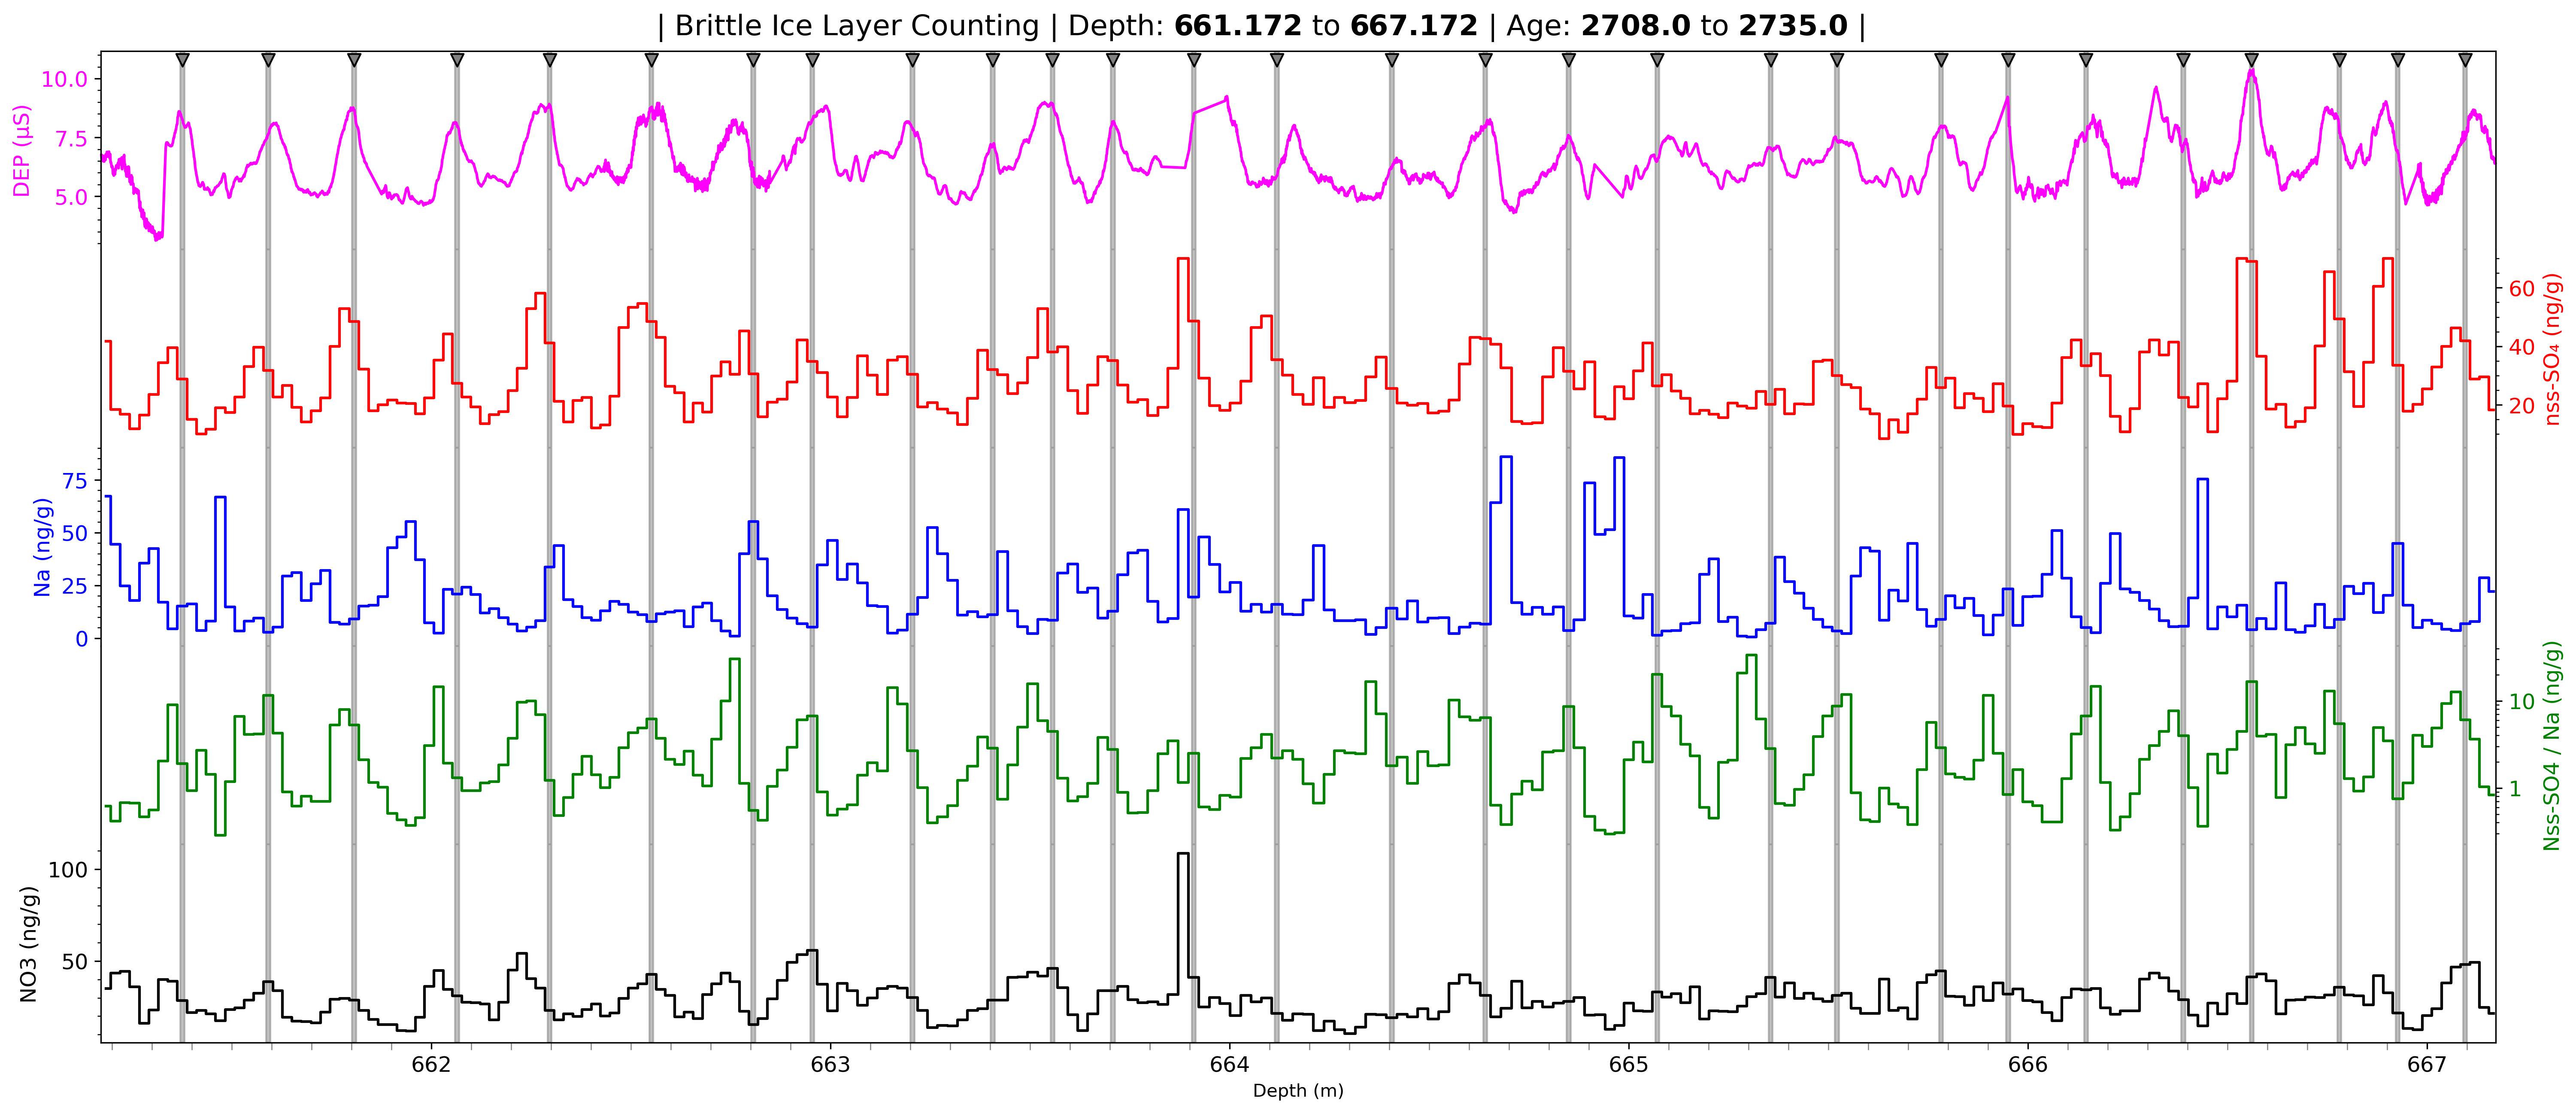 | Brittle Ice Layer Counting | Depth: 661.172 to 667.172 | Age: 2708.0 to 2735.0 |
10.0
7.5
5.0
DEP (µS)
60
40
20
nss-SO₄ (ng/g)
75
50
25
0
Na (ng/g)
10
1
Nss-SO4 / Na (ng/g)
100
50
NO3 (ng/g)
662 663 664 665 666 667
Depth (m)